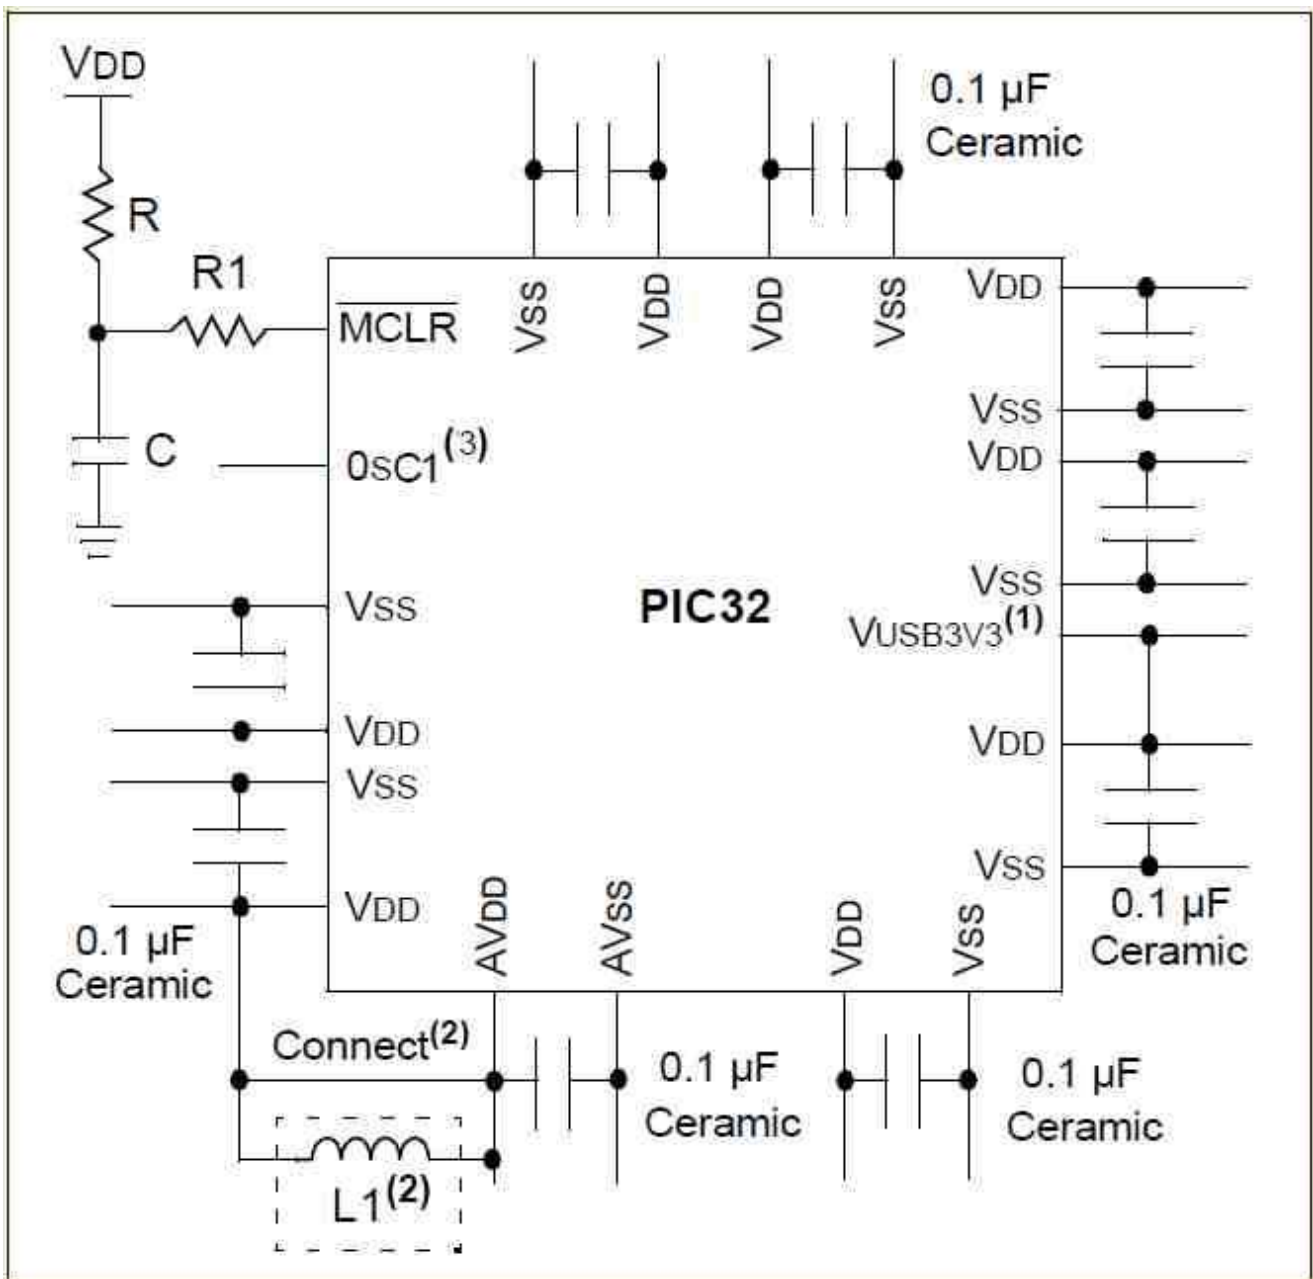 VDD
R
R1
C
0.1 µF
Ceramic
MCLR
0SC1(3)
VSS
VDD
VSS
VDD
0.1 µF
Ceramic
VSS
VDD
VDD
VSS
PIC32
VDD
VSS
VDD
VSS
VUSB3V3(1)
VDD
VSS
0.1 µF
Ceramic
AVDD
AVSS
VDD
VSS
Connect(2)
L1(2)
0.1 µF
Ceramic
0.1 µF
Ceramic